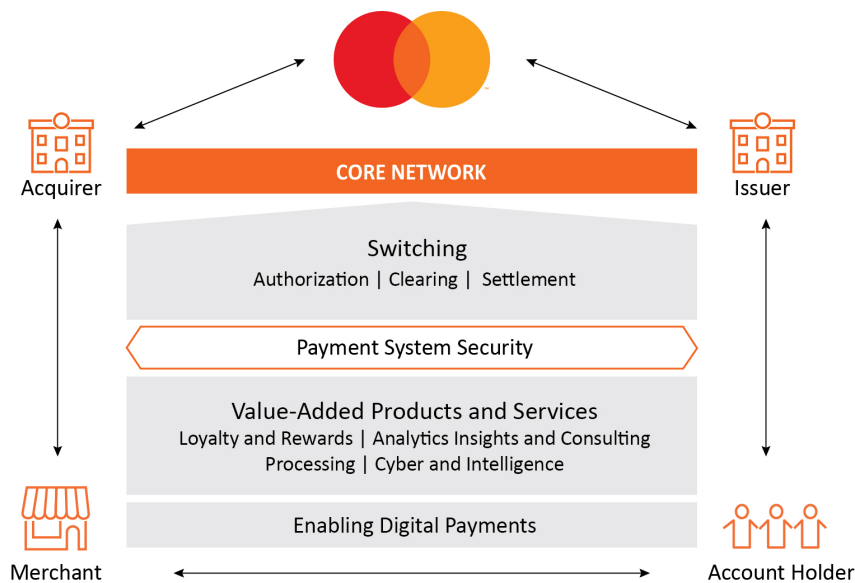 CORE NETWORK
Acquirer
Issuer
Switching
Authorization | Clearing | Settlement
Payment System Security
Value-Added Products and Services
Loyalty and Rewards | Analytics Insights and Consulting
Processing | Cyber and Intelligence
Enabling Digital Payments
Merchant
Account Holder